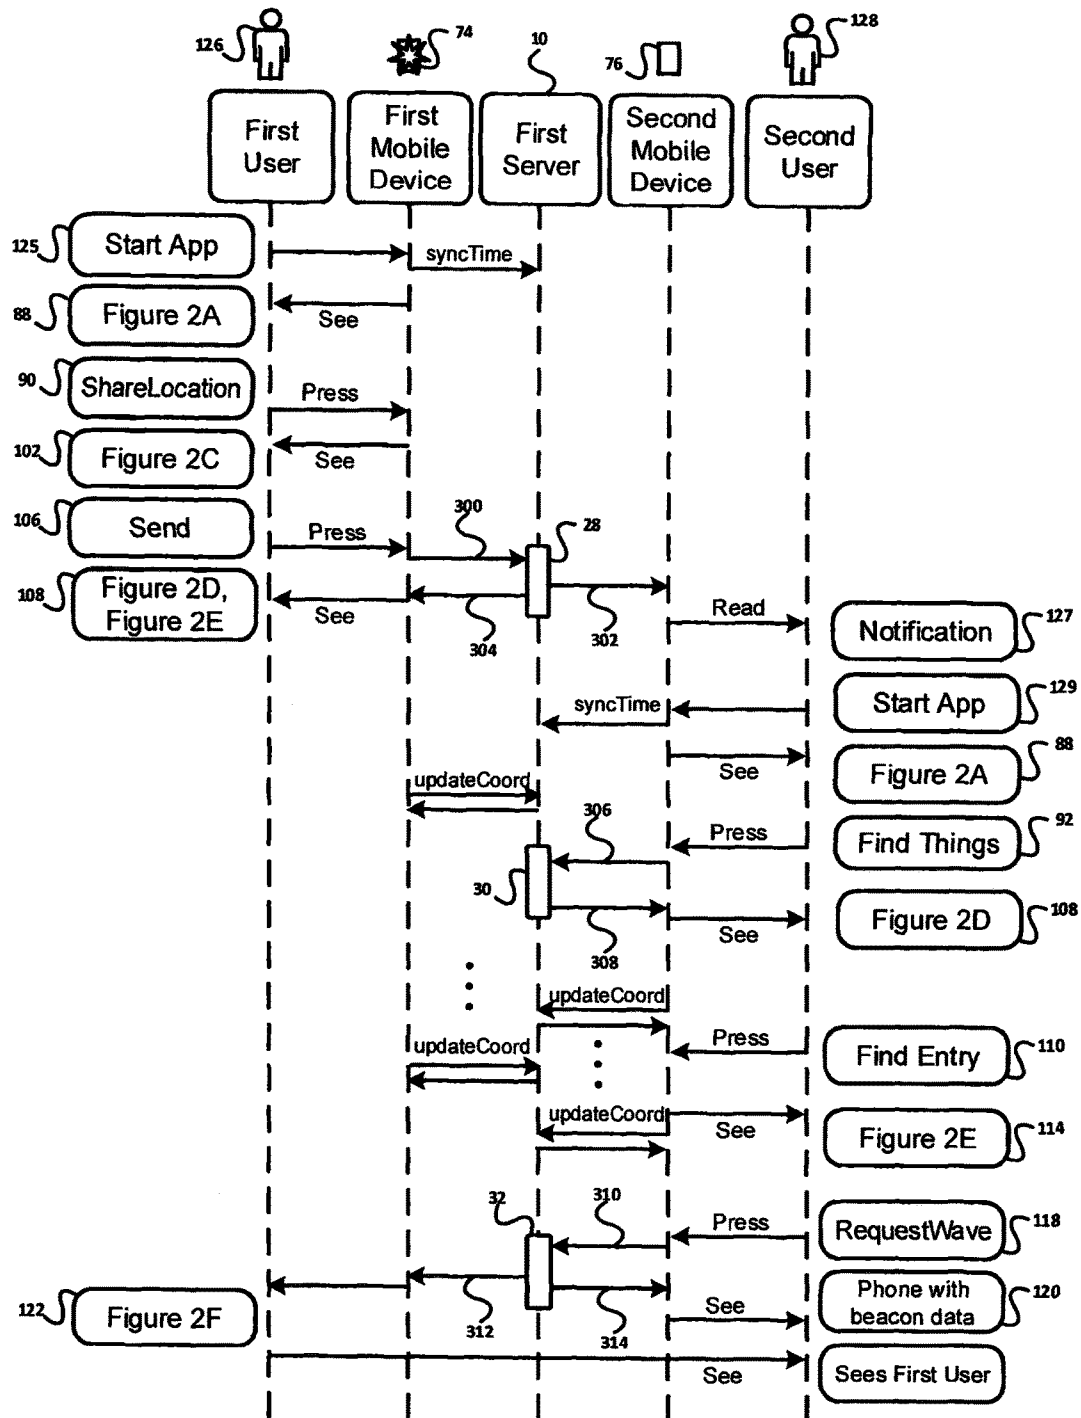 126
74
10
76
128
First
User
First
Mobile
Device
First
Server
Second
Mobile
Device
Second
User
125
Start App
syncTime
88
Figure 2A
See
90
ShareLocation
Press
102
Figure 2C
See
106
Send
Press
300
28
108
Figure 2D,
Figure 2E
See
304
302
Read
Notification
127
syncTime
Start App
129
See
Figure 2A
88
updateCoord
306
Press
Find Things
92
30
308
See
Figure 2D
108
updateCoord
updateCoord
Press
Find Entry
110
updateCoord
See
Figure 2E
114
32
310
Press
RequestWave
118
122
Figure 2F
312
314
See
Phone with
beacon data
120
See
Sees First User